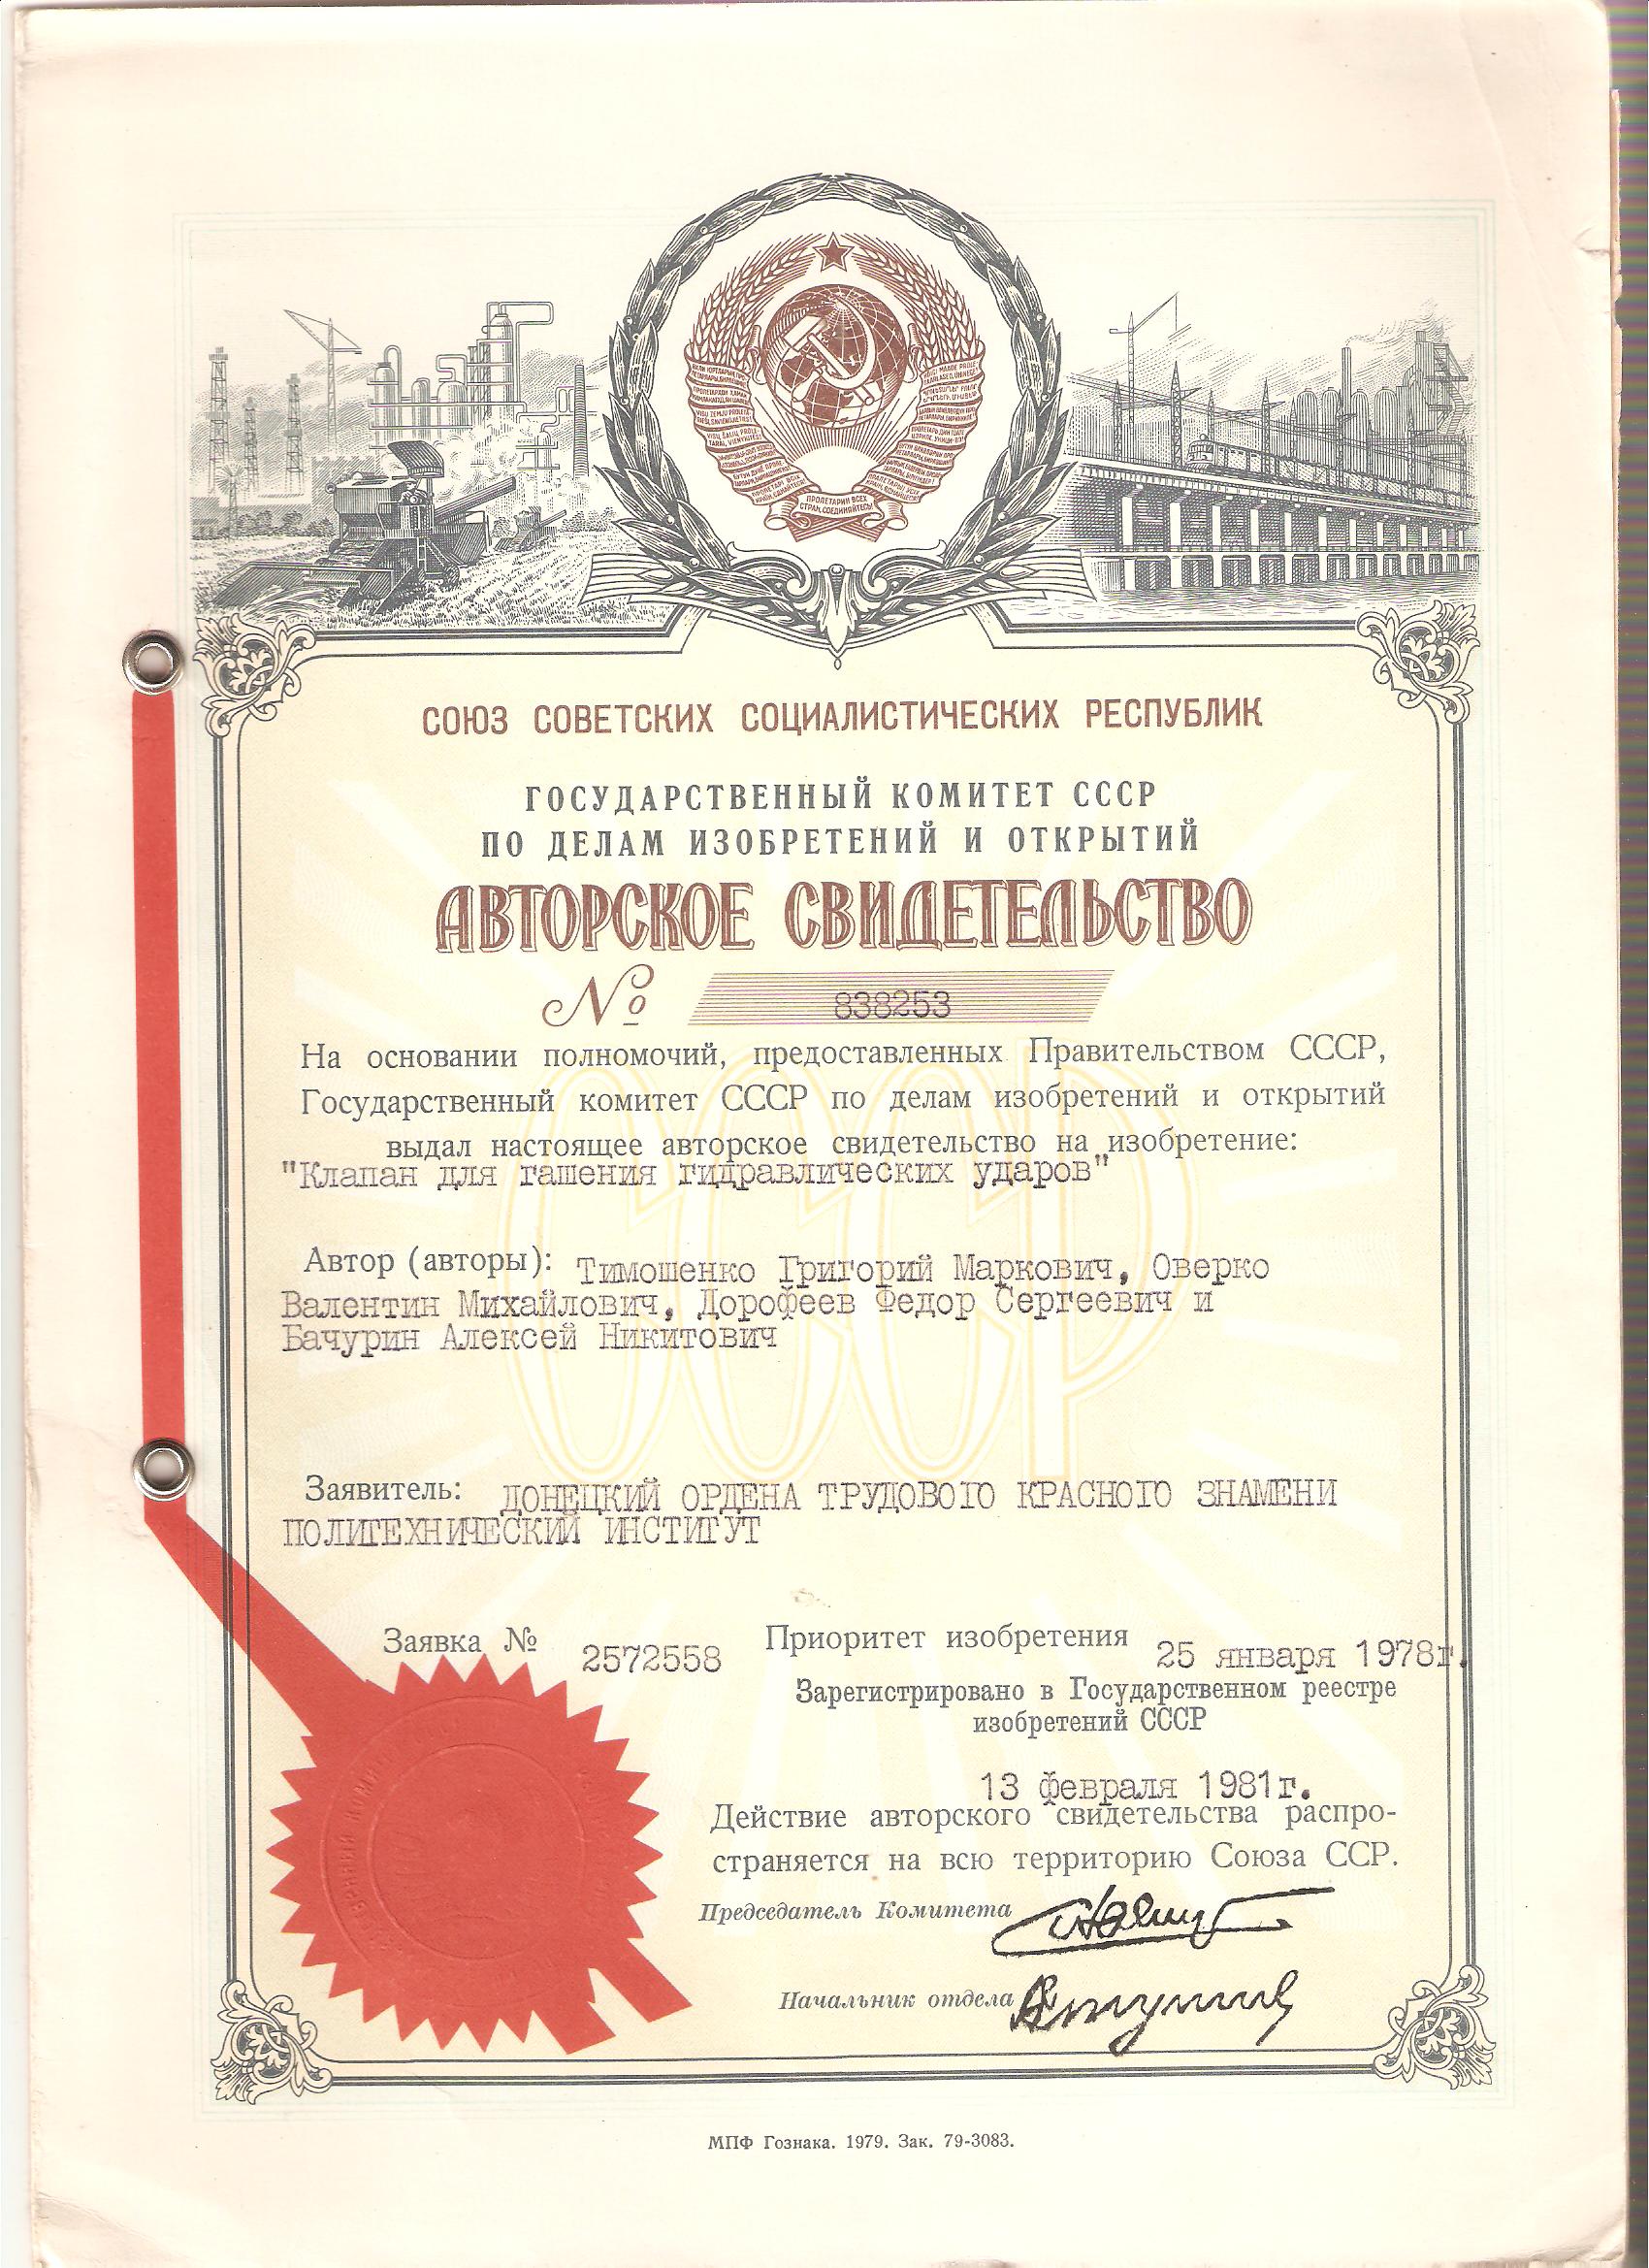 ПРОЛЕТАРИИ ВСЕХ
СТРАН, СОЕДИНЯЙТЕСЬ!
СОЮЗ СОВЕТСКИХ СОЦИАЛИСТИЧЕСКИХ РЕСПУБЛИК
ГОСУДАРСТВЕННЫЙ КОМИТЕТ СССР
ПО ДЕЛАМ ИЗОБРЕТЕНИЙ И ОТКРЫТИЙ
АВТОРСКОЕ СВИДЕТЕЛЬСТВО
№ 838253
На основании полномочий, предоставленных Правительством СССР,
Государственный комитет СССР по делам изобретений и открытий
выдал настоящее авторское свидетельство на изобретение:
"Клапан для гашения гидравлических ударов"
Автор (авторы): Тимошенко Григорий Маркович, Оверко
Валентин Михайлович, Дорофеев Федор Сергеевич и
Бачурин Алексей Никитович
СССР
Заявитель: ДОНЕЦКИЙ ОРДЕНА ТРУДОВОГО КРАСНОГО ЗНАМЕНИ
ПОЛИТЕХНИЧЕСКИЙ ИНСТИТУТ
Заявка № 2572558 Приоритет изобретения 25 января 1978г.
Зарегистрировано в Государственном реестре
изобретений СССР
13 февраля 1981г.
Действие авторского свидетельства распро-
страняется на всю территорию Союза ССР.
Председатель Комитета
Начальник отдела
МПФ Гознака. 1979. Зак. 79-3083.